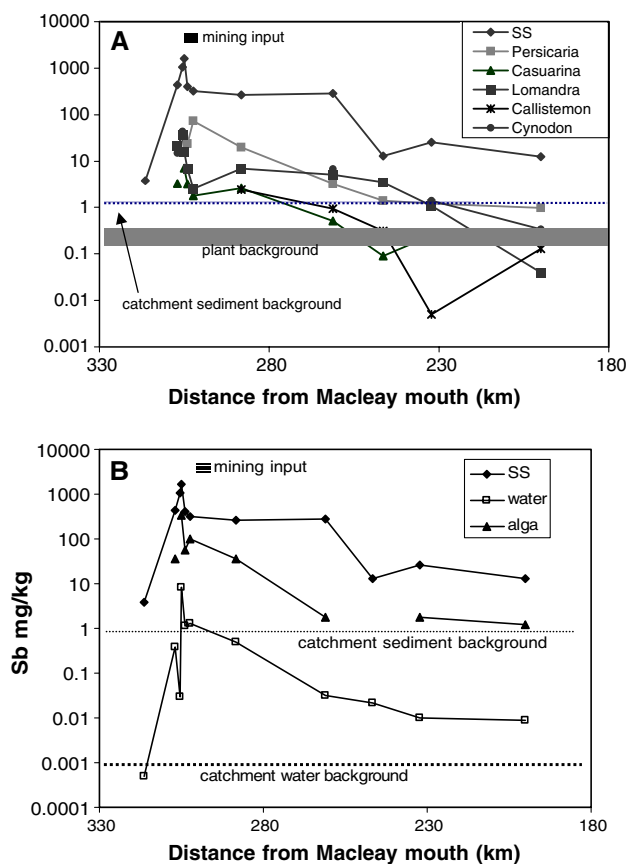 A
mining input
SS
Persicaria
Casuarina
Lomandra
Callistemon
Cynodon
10000
1000
100
10
1
0.1
0.01
0.001
plant background
catchment sediment background
330 280 230 180
Distance from Macleay mouth (km)
B
mining input
SS
water
alga
Sb mg/kg
10000
1000
100
10
1
0.1
0.01
0.001
0.0001
catchment sediment background
catchment water background
330 280 230 180
Distance from Macleay mouth (km)